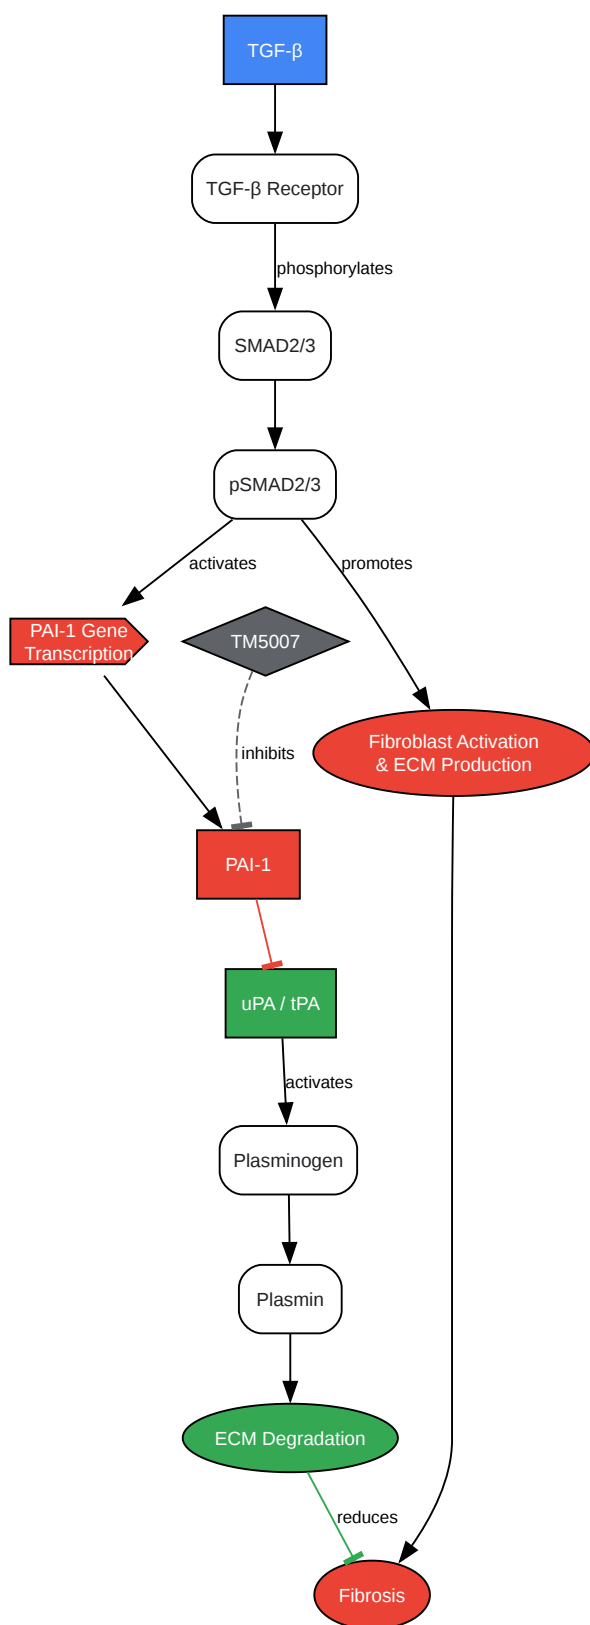 TGF-β
TGF-β Receptor
phosphorylates
SMAD2/3
pSMAD2/3
activates
promotes
PAI-1 Gene
Transcription
TM5007
Fibroblast Activation
& ECM Production
inhibits
PAI-1
uPA / tPA
activates
Plasminogen
Plasmin
ECM Degradation
reduces
Fibrosis